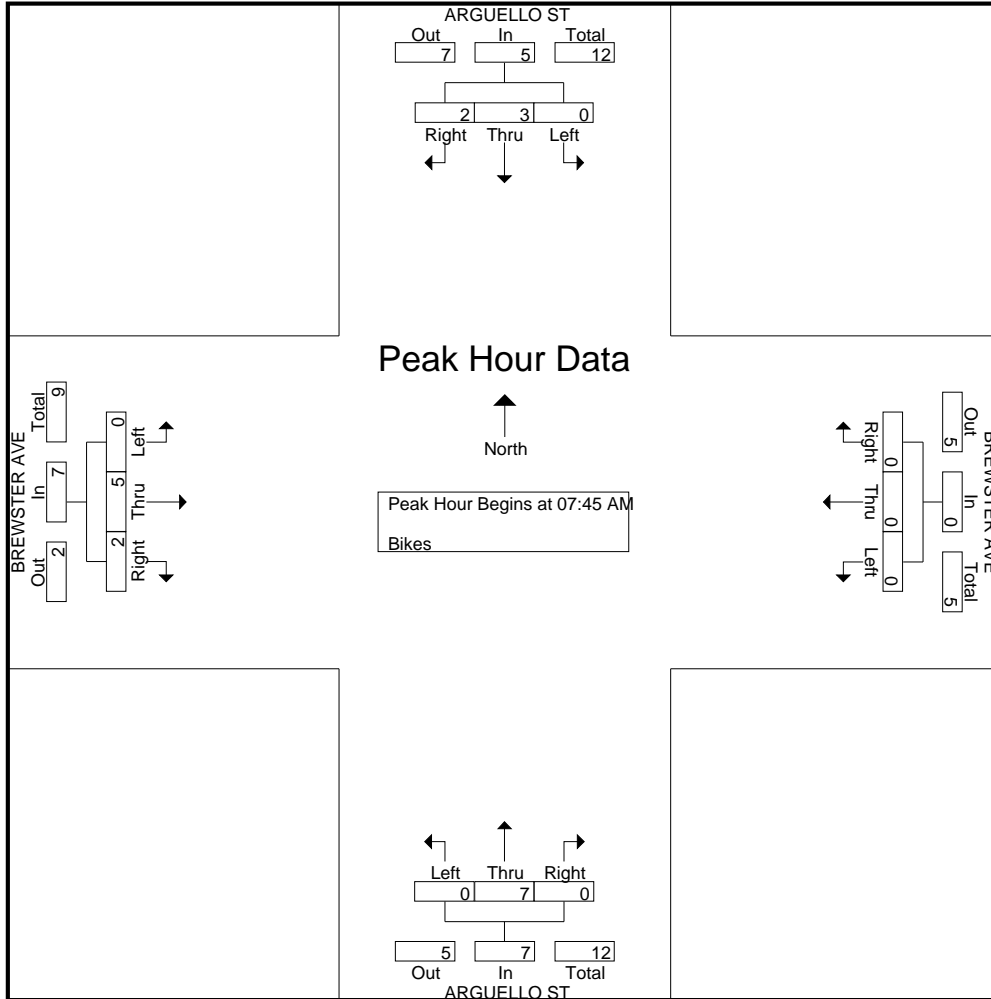 ARGUELLO ST
Out In Total
7 5 12
2 3 0
Right Thru Left
Peak Hour Data
North
Peak Hour Begins at 07:45 AM
Bikes
BREWSTER AVE
Out In Total
2 7 9
2 5 0
Right Thru Left
BREWSTER AVE
Out In Total
5 0 5
0 0 0
Right Thru Left
Left Thru Right
0 7 0
5 7 12
Out In Total
ARGUELLO ST